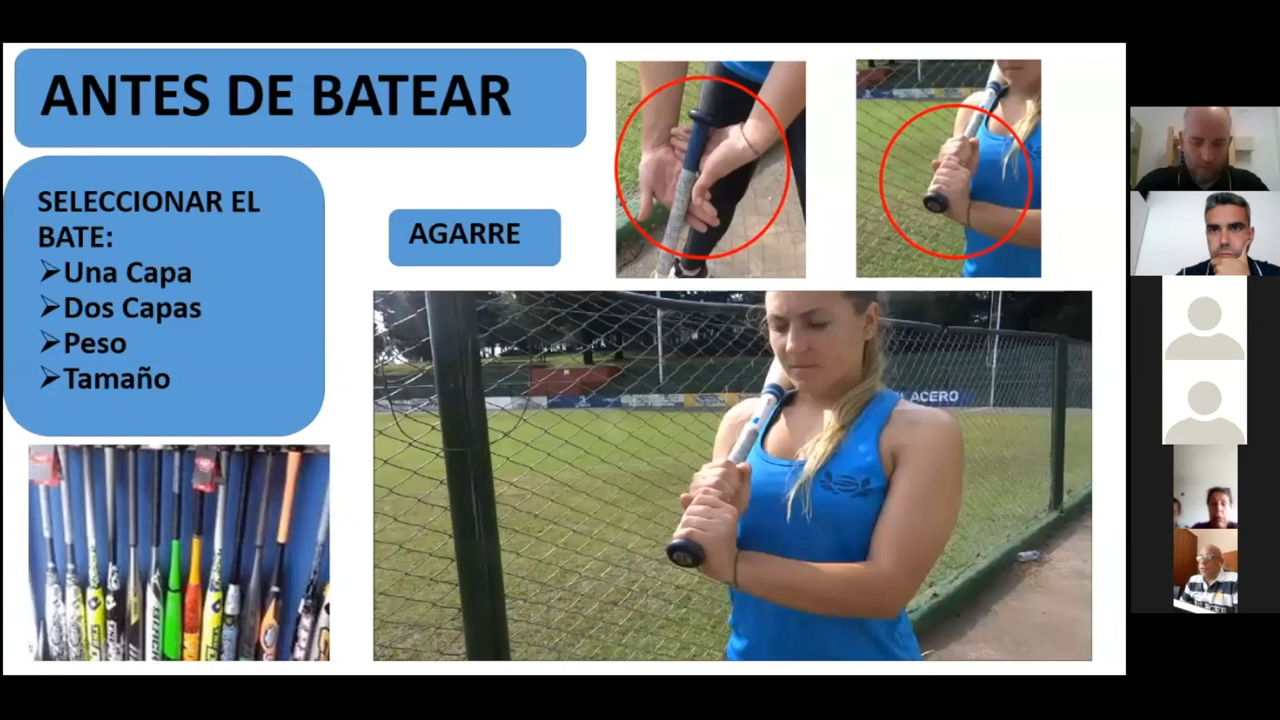 ANTES DE BATEAR
SELECCIONAR EL
BATE:
➢Una Capa
➢Dos Capas
➢Peso
➢Tamaño
AGARRE
ACERO